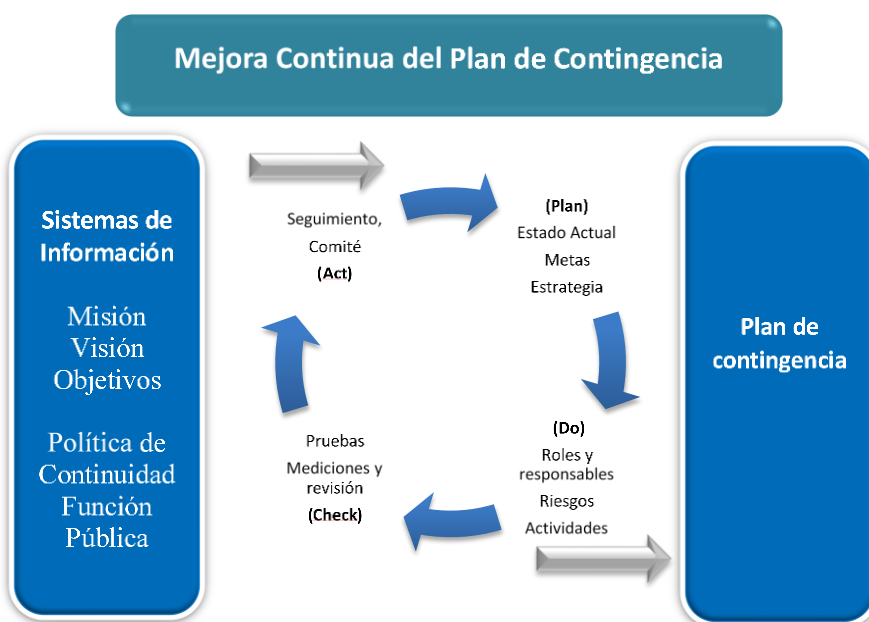 Mejora Continua del Plan de Contingencia
Sistemas de
Información
Misión
Visión
Objetivos
Política de
Continuidad
Función
Pública
Seguimiento,
Comité
(Act)
(Plan)
Estado Actual
Metas
Estrategia
(Do)
Roles y
responsables
Riesgos
Actividades
Pruebas
Mediciones y
revisión
(Check)
Plan de
contingencia